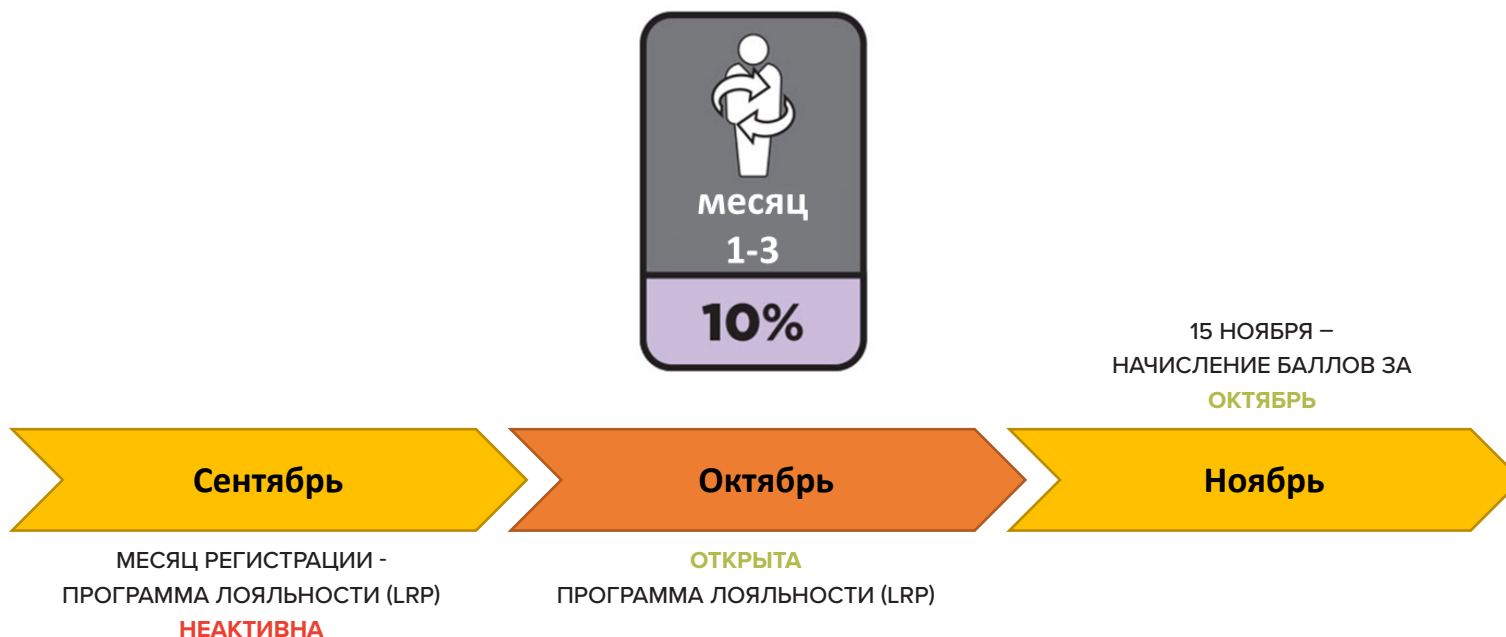 месяц
1-3
10%
15 НОЯБРЯ –
НАЧИСЛЕНИЕ БАЛЛОВ ЗА
ОКТЯБРЬ
Сентябрь
Октябрь
Ноябрь
МЕСЯЦ РЕГИСТРАЦИИ -
ПРОГРАММА ЛОЯЛЬНОСТИ (LRP)
НЕАКТИВНА
ОТКРЫТА
ПРОГРАММА ЛОЯЛЬНОСТИ (LRP)